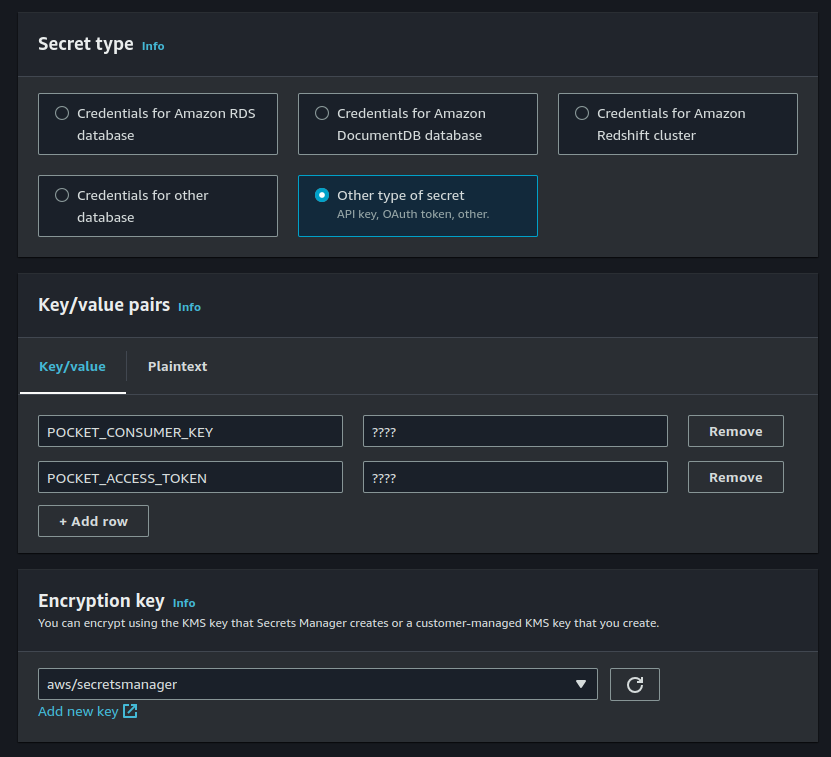 Secret type Info
Credentials for Amazon RDS
database
Credentials for Amazon
DocumentDB database
Credentials for Amazon
Redshift cluster
Credentials for other
database
Other type of secret
API key, OAuth token, other.
Key/value pairs Info
Key/value Plaintext
POCKET_CONSUMER_KEY ???? Remove
POCKET_ACCESS_TOKEN ???? Remove
+ Add row
Encryption key Info
You can encrypt using the KMS key that Secrets Manager creates or a customer-managed KMS key that you create.
aws/secretsmanager
Add new key